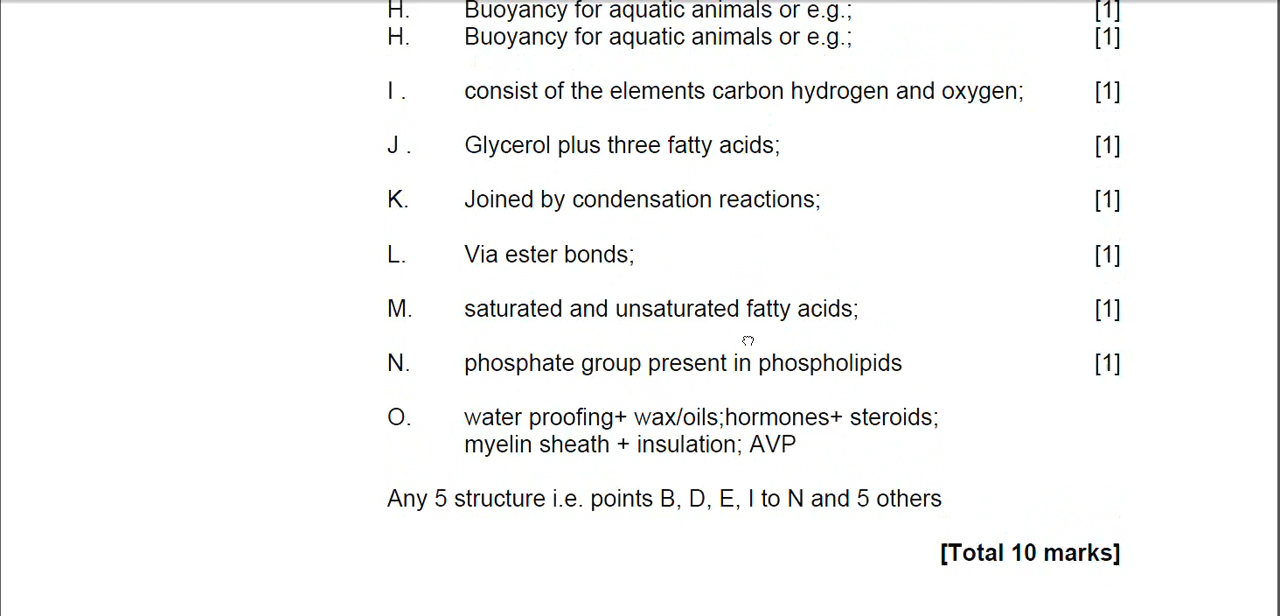 H. Buoyancy for aquatic animals or e.g.; [1]
H. Buoyancy for aquatic animals or e.g.; [1]
I . consist of the elements carbon hydrogen and oxygen; [1]
J . Glycerol plus three fatty acids; [1]
K. Joined by condensation reactions; [1]
L. Via ester bonds; [1]
M. saturated and unsaturated fatty acids; [1]
N. phosphate group present in phospholipids [1]
O. water proofing+ wax/oils;hormones+ steroids;
myelin sheath + insulation; AVP
Any 5 structure i.e. points B, D, E, I to N and 5 others
[Total 10 marks]